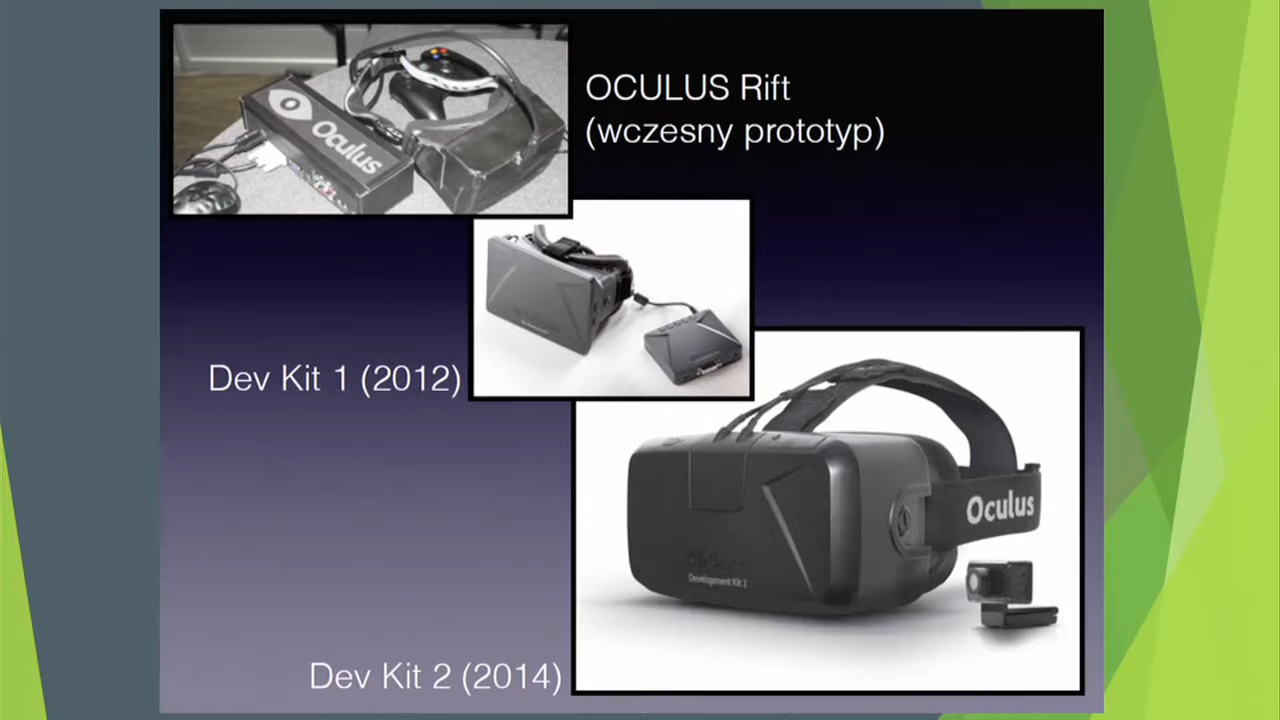 OCULUS Rift
(wczesny prototyp)
Oculus
Dev Kit 1 (2012)
Oculus
Development Kit 2
Dev Kit 2 (2014)